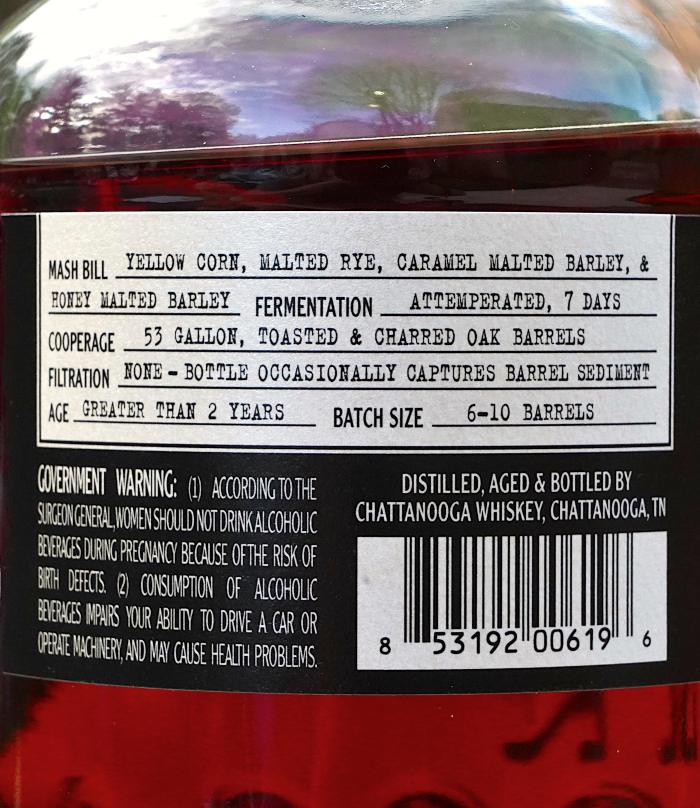 MASH BILL YELLOW CORN, MALTED RYE, CARAMEL MALTED BARLEY, &
HONEY MALTED BARLEY FERMENTATION ATTEMPERATED, 7 DAYS
COOPERAGE 53 GALLON, TOASTED & CHARRED OAK BARRELS
FILTRATION NONE - BOTTLE OCCASIONALLY CAPTURES BARREL SEDIMENT
AGE GREATER THAN 2 YEARS BATCH SIZE 6-10 BARRELS
GOVERNMENT WARNING: (1) ACCORDING TO THE
SURGEON GENERAL, WOMEN SHOULD NOT DRINK ALCOHOLIC
BEVERAGES DURING PREGNANCY BECAUSE OF THE RISK OF
BIRTH DEFECTS. (2) CONSUMPTION OF ALCOHOLIC
BEVERAGES IMPAIRS YOUR ABILITY TO DRIVE A CAR OR
OPERATE MACHINERY, AND MAY CAUSE HEALTH PROBLEMS.
DISTILLED, AGED & BOTTLED BY
CHATTANOOGA WHISKEY, CHATTANOOGA, TN
8 53192 00619 6